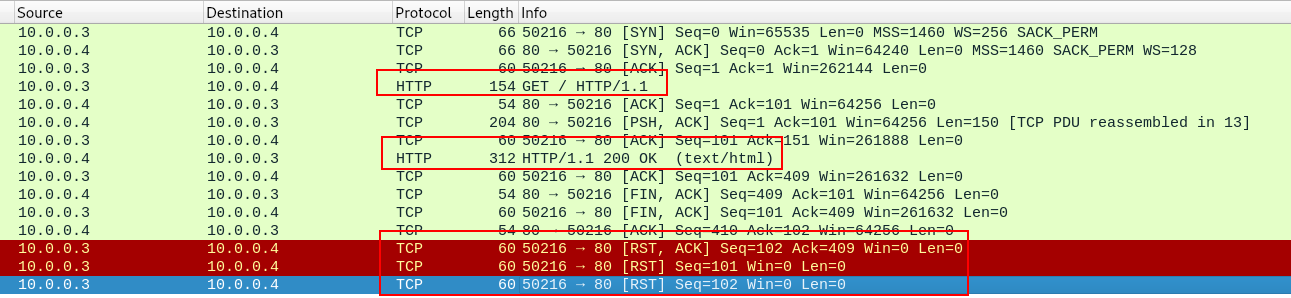 Source Destination Protocol Length Info
10.0.0.3 10.0.0.4 TCP 66 50216 → 80 [SYN] Seq=0 Win=65535 Len=0 MSS=1460 WS=256 SACK_PERM
10.0.0.4 10.0.0.3 TCP 66 80 → 50216 [SYN, ACK] Seq=0 Ack=1 Win=64240 Len=0 MSS=1460 SACK_PERM WS=128
10.0.0.3 10.0.0.4 TCP 60 50216 → 80 [ACK] Seq=1 Ack=1 Win=262144 Len=0
10.0.0.3 10.0.0.4 HTTP 154 GET / HTTP/1.1
10.0.0.4 10.0.0.3 TCP 54 80 → 50216 [ACK] Seq=1 Ack=101 Win=64256 Len=0
10.0.0.4 10.0.0.3 TCP 204 80 → 50216 [PSH, ACK] Seq=1 Ack=101 Win=64256 Len=150 [TCP PDU reassembled in 13]
10.0.0.3 10.0.0.4 TCP 60 50216 → 80 [ACK] Seq=101 Ack=151 Win=261888 Len=0
10.0.0.4 10.0.0.3 HTTP 312 HTTP/1.1 200 OK (text/html)
10.0.0.3 10.0.0.4 TCP 60 50216 → 80 [ACK] Seq=101 Ack=409 Win=261632 Len=0
10.0.0.4 10.0.0.3 TCP 54 80 → 50216 [FIN, ACK] Seq=409 Ack=101 Win=64256 Len=0
10.0.0.3 10.0.0.4 TCP 60 50216 → 80 [FIN, ACK] Seq=101 Ack=409 Win=261632 Len=0
10.0.0.4 10.0.0.3 TCP 54 80 → 50216 [ACK] Seq=410 Ack=102 Win=64256 Len=0
10.0.0.3 10.0.0.4 TCP 60 50216 → 80 [RST, ACK] Seq=102 Ack=409 Win=0 Len=0
10.0.0.3 10.0.0.4 TCP 60 50216 → 80 [RST] Seq=101 Win=0 Len=0
10.0.0.3 10.0.0.4 TCP 60 50216 → 80 [RST] Seq=102 Win=0 Len=0